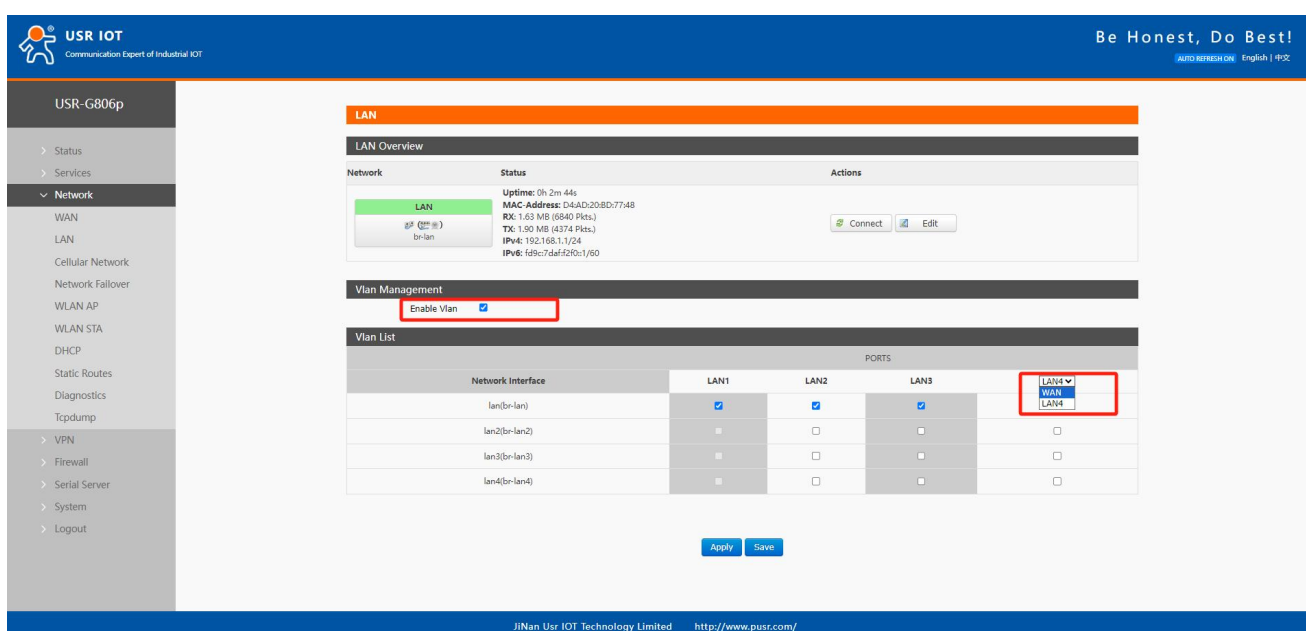 USR IOT
Communication Expert of Industrial IOT
Be Honest, Do Best!
AUTO REFRESH ON English | 中文
USR-G806p
Status
Services
Network
WAN
LAN
Cellular Network
Network Failover
WLAN AP
WLAN STA
DHCP
Static Routes
Diagnostics
Tcpdump
VPN
Firewall
Serial Server
System
Logout
LAN
LAN Overview
Network Status Actions
LAN
br-lan
Uptime: 0h 2m 44s
MAC-Address: D4:AD:20:BD:77:48
RX: 1.63 MB (6840 Pkts.)
TX: 1.90 MB (4374 Pkts.)
IPv4: 192.168.1.1/24
IPv6: fd9c:7daf:f2f0::1/60
Connect Edit
Vlan Management
Enable Vlan
Vlan List
PORTS
Network Interface LAN1 LAN2 LAN3 LAN4
WAN
LAN4
lan(br-lan)
lan2(br-lan2)
lan3(br-lan3)
lan4(br-lan4)
Apply Save
JiNan Usr IOT Technology Limited http://www.pusr.com/